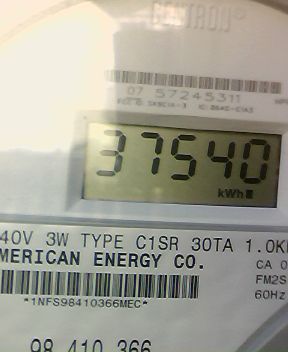 CENTRON®
07 57245311
37540
kWh
40V 3W TYPE C1SR 30TA 1.0K
MERICAN ENERGY CO.
CA 0
FM2S
60Hz
*1NFS98410366MEC*
98 410 366